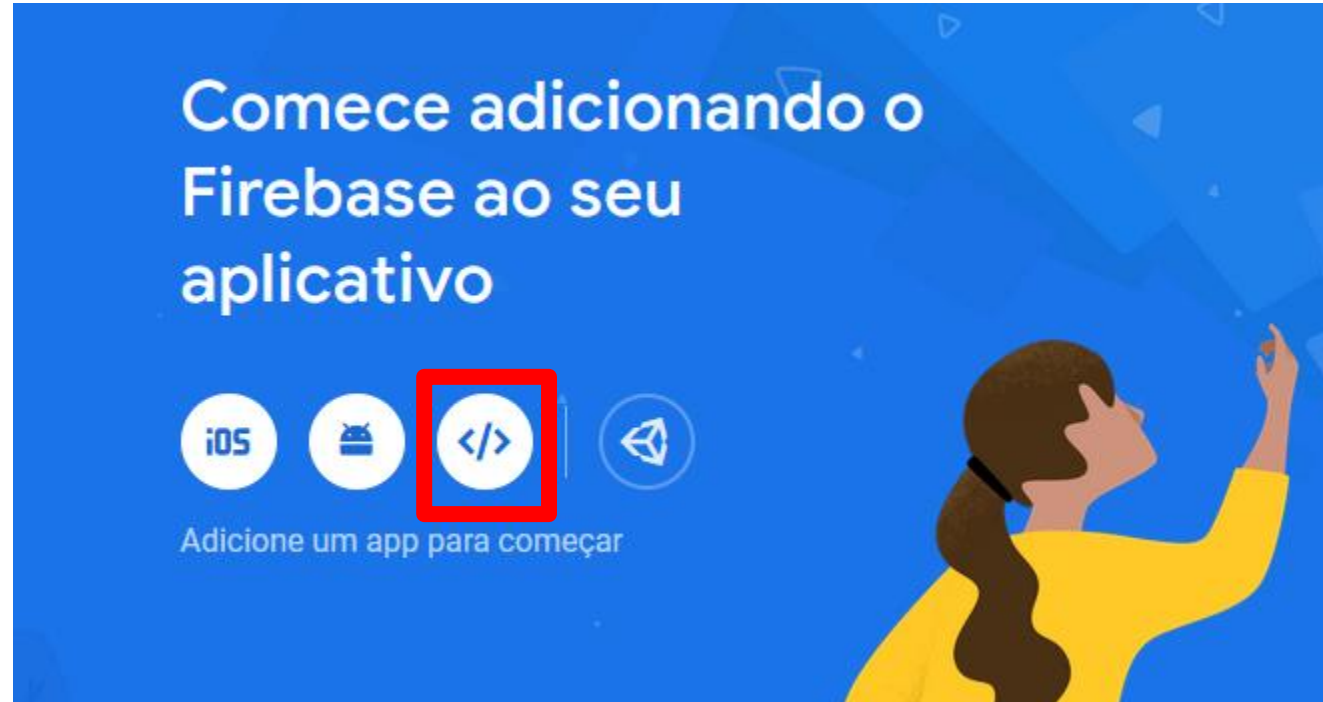 Comece adicionando o
Firebase ao seu
aplicativo
iOS
</>
Adicione um app para começar